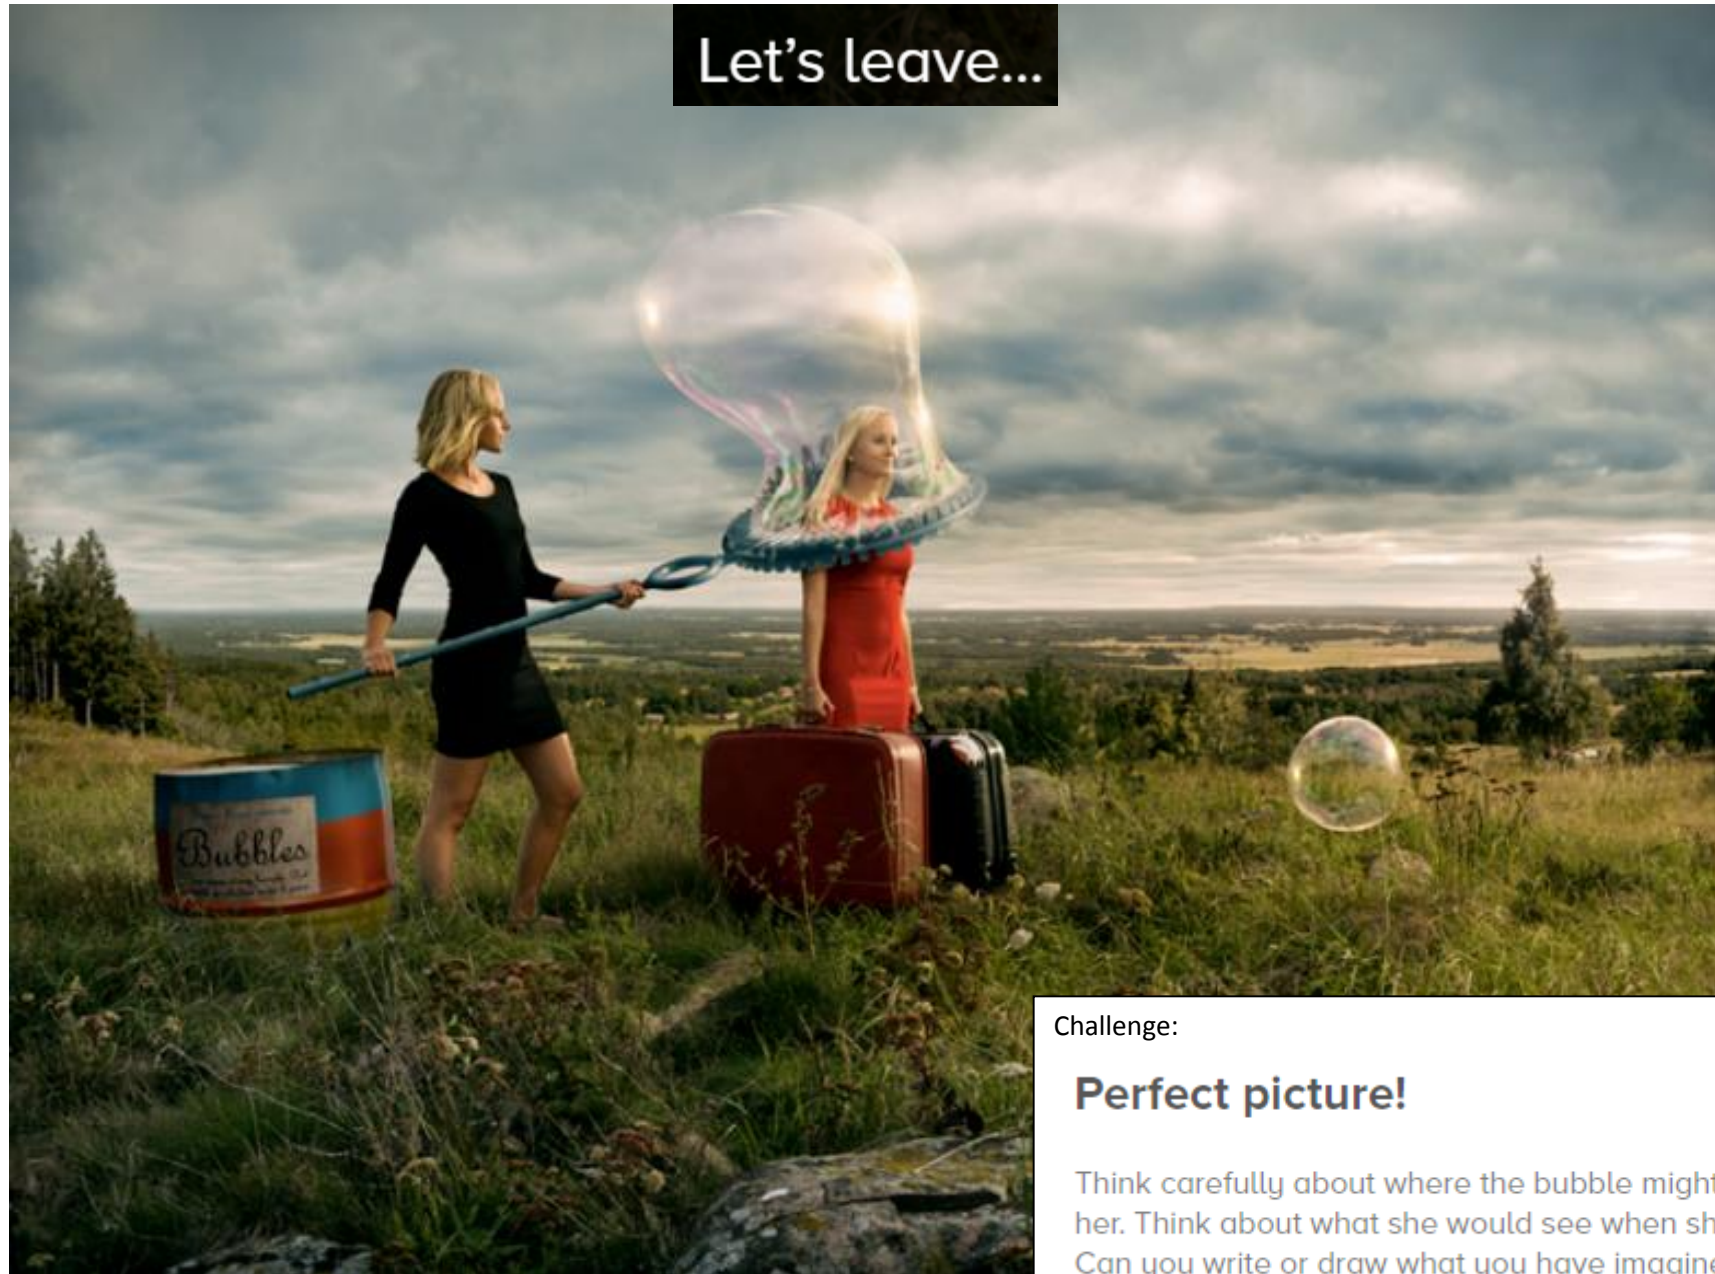 Let's leave...
Bubbles
Challenge:
Perfect picture!
Think carefully about where the bubble might
her. Think about what she would see when sh
Can you write or draw what you have imagine